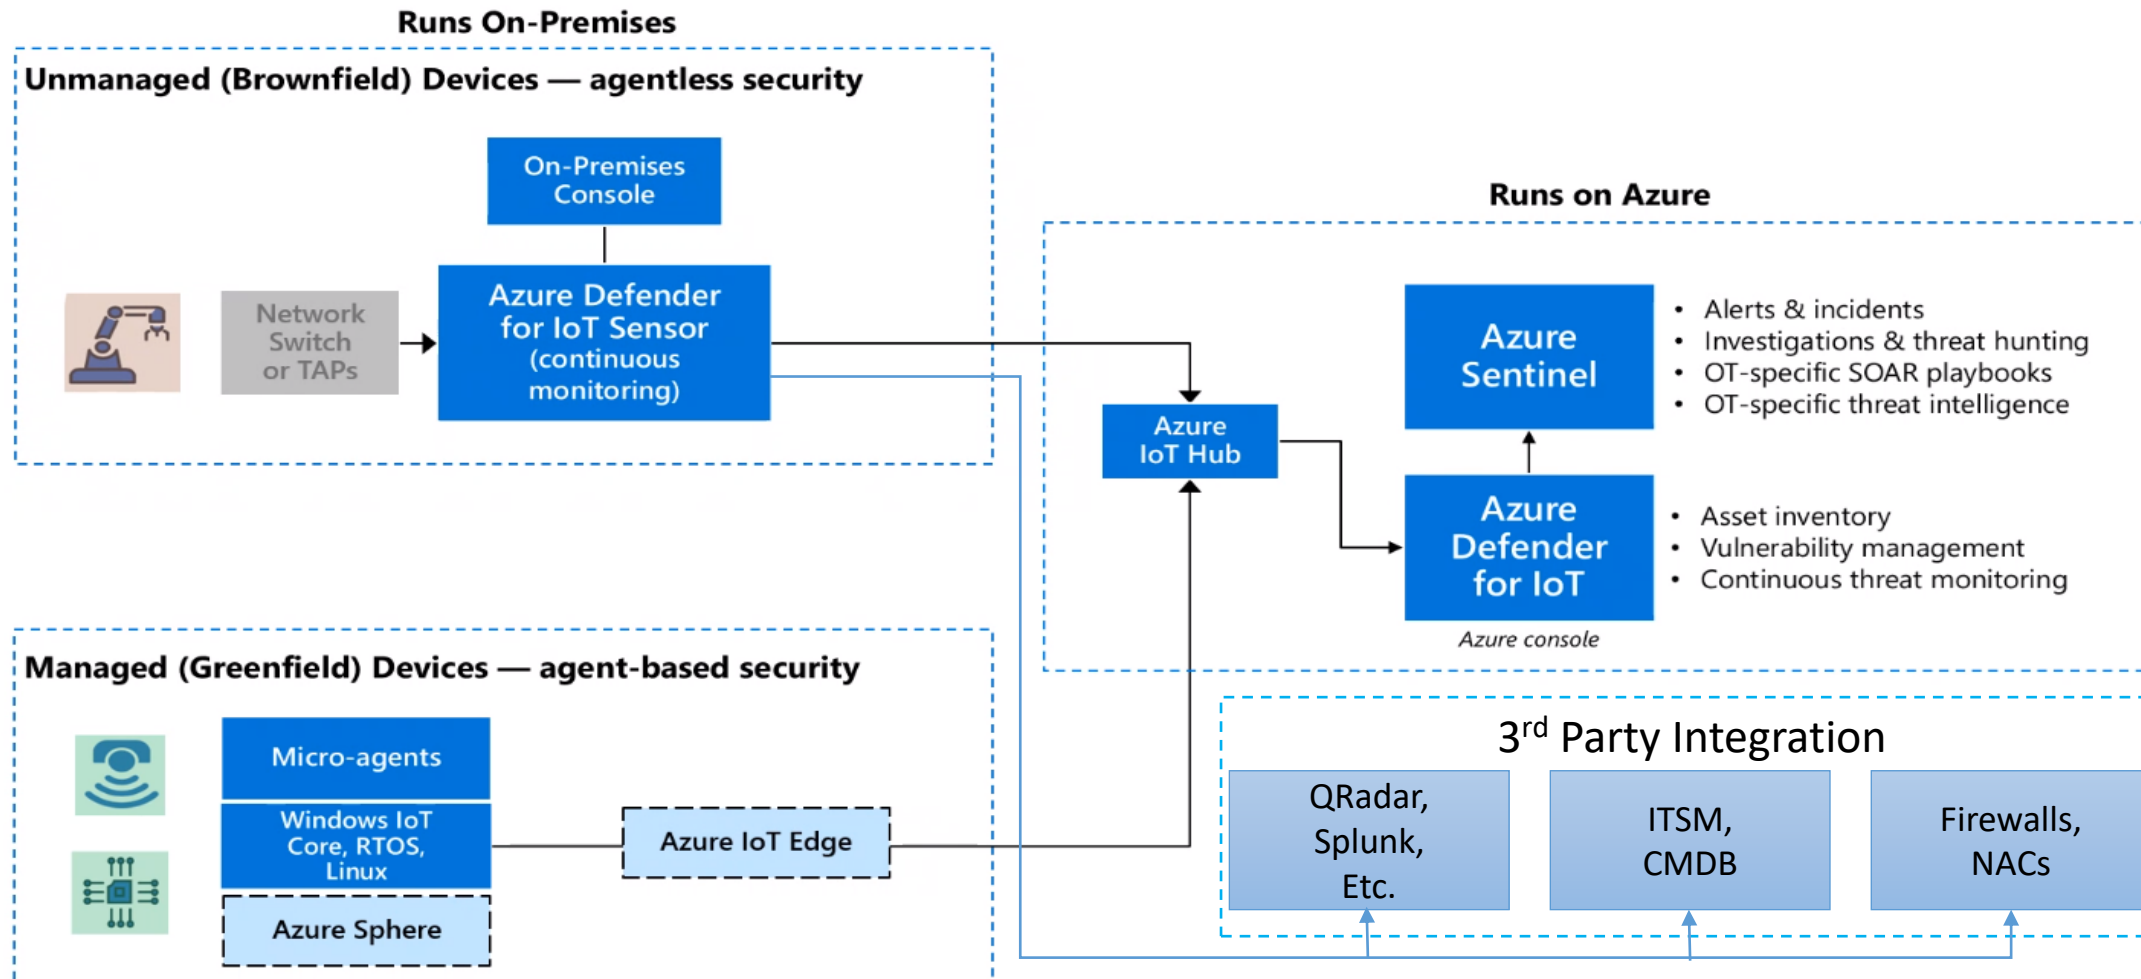 Runs On-Premises
Unmanaged (Brownfield) Devices — agentless security
On-Premises
Console
Network
Switch
or TAPs
Azure Defender
for IoT Sensor
(continuous
monitoring)
Runs on Azure
Azure
IoT Hub
Azure
Sentinel
• Alerts & incidents
• Investigations & threat hunting
• OT-specific SOAR playbooks
• OT-specific threat intelligence
Azure
Defender
for IoT
• Asset inventory
• Vulnerability management
• Continuous threat monitoring
Azure console
Managed (Greenfield) Devices — agent-based security
Micro-agents
Windows IoT
Core, RTOS,
Linux
Azure Sphere
Azure IoT Edge
3rd Party Integration
QRadar,
Splunk,
Etc.
ITSM,
CMDB
Firewalls,
NACs